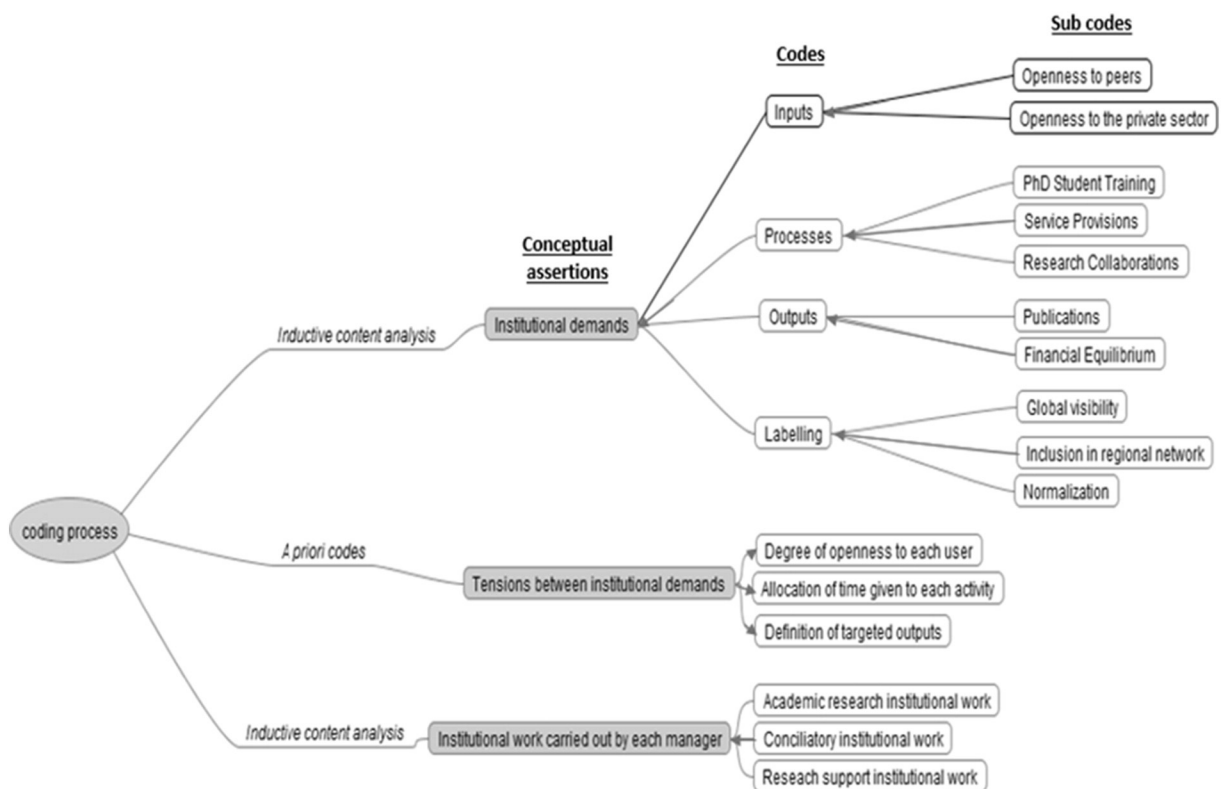 Sub codes
Codes
Openness to peers
Inputs
Openness to the private sector
PhD Student Training
Conceptual
assertions
Processes
Service Provisions
Research Collaborations
Inductive content analysis
Institutional demands
Outputs
Publications
Financial Equilibrium
Global visibility
Labelling
Inclusion in regional network
Normalization
coding process
A priori codes
Tensions between institutional demands
Degree of openness to each user
Allocation of time given to each activity
Definition of targeted outputs
Inductive content analysis
Institutional work carried out by each manager
Academic research institutional work
Conciliatory institutional work
Reseach support institutional work